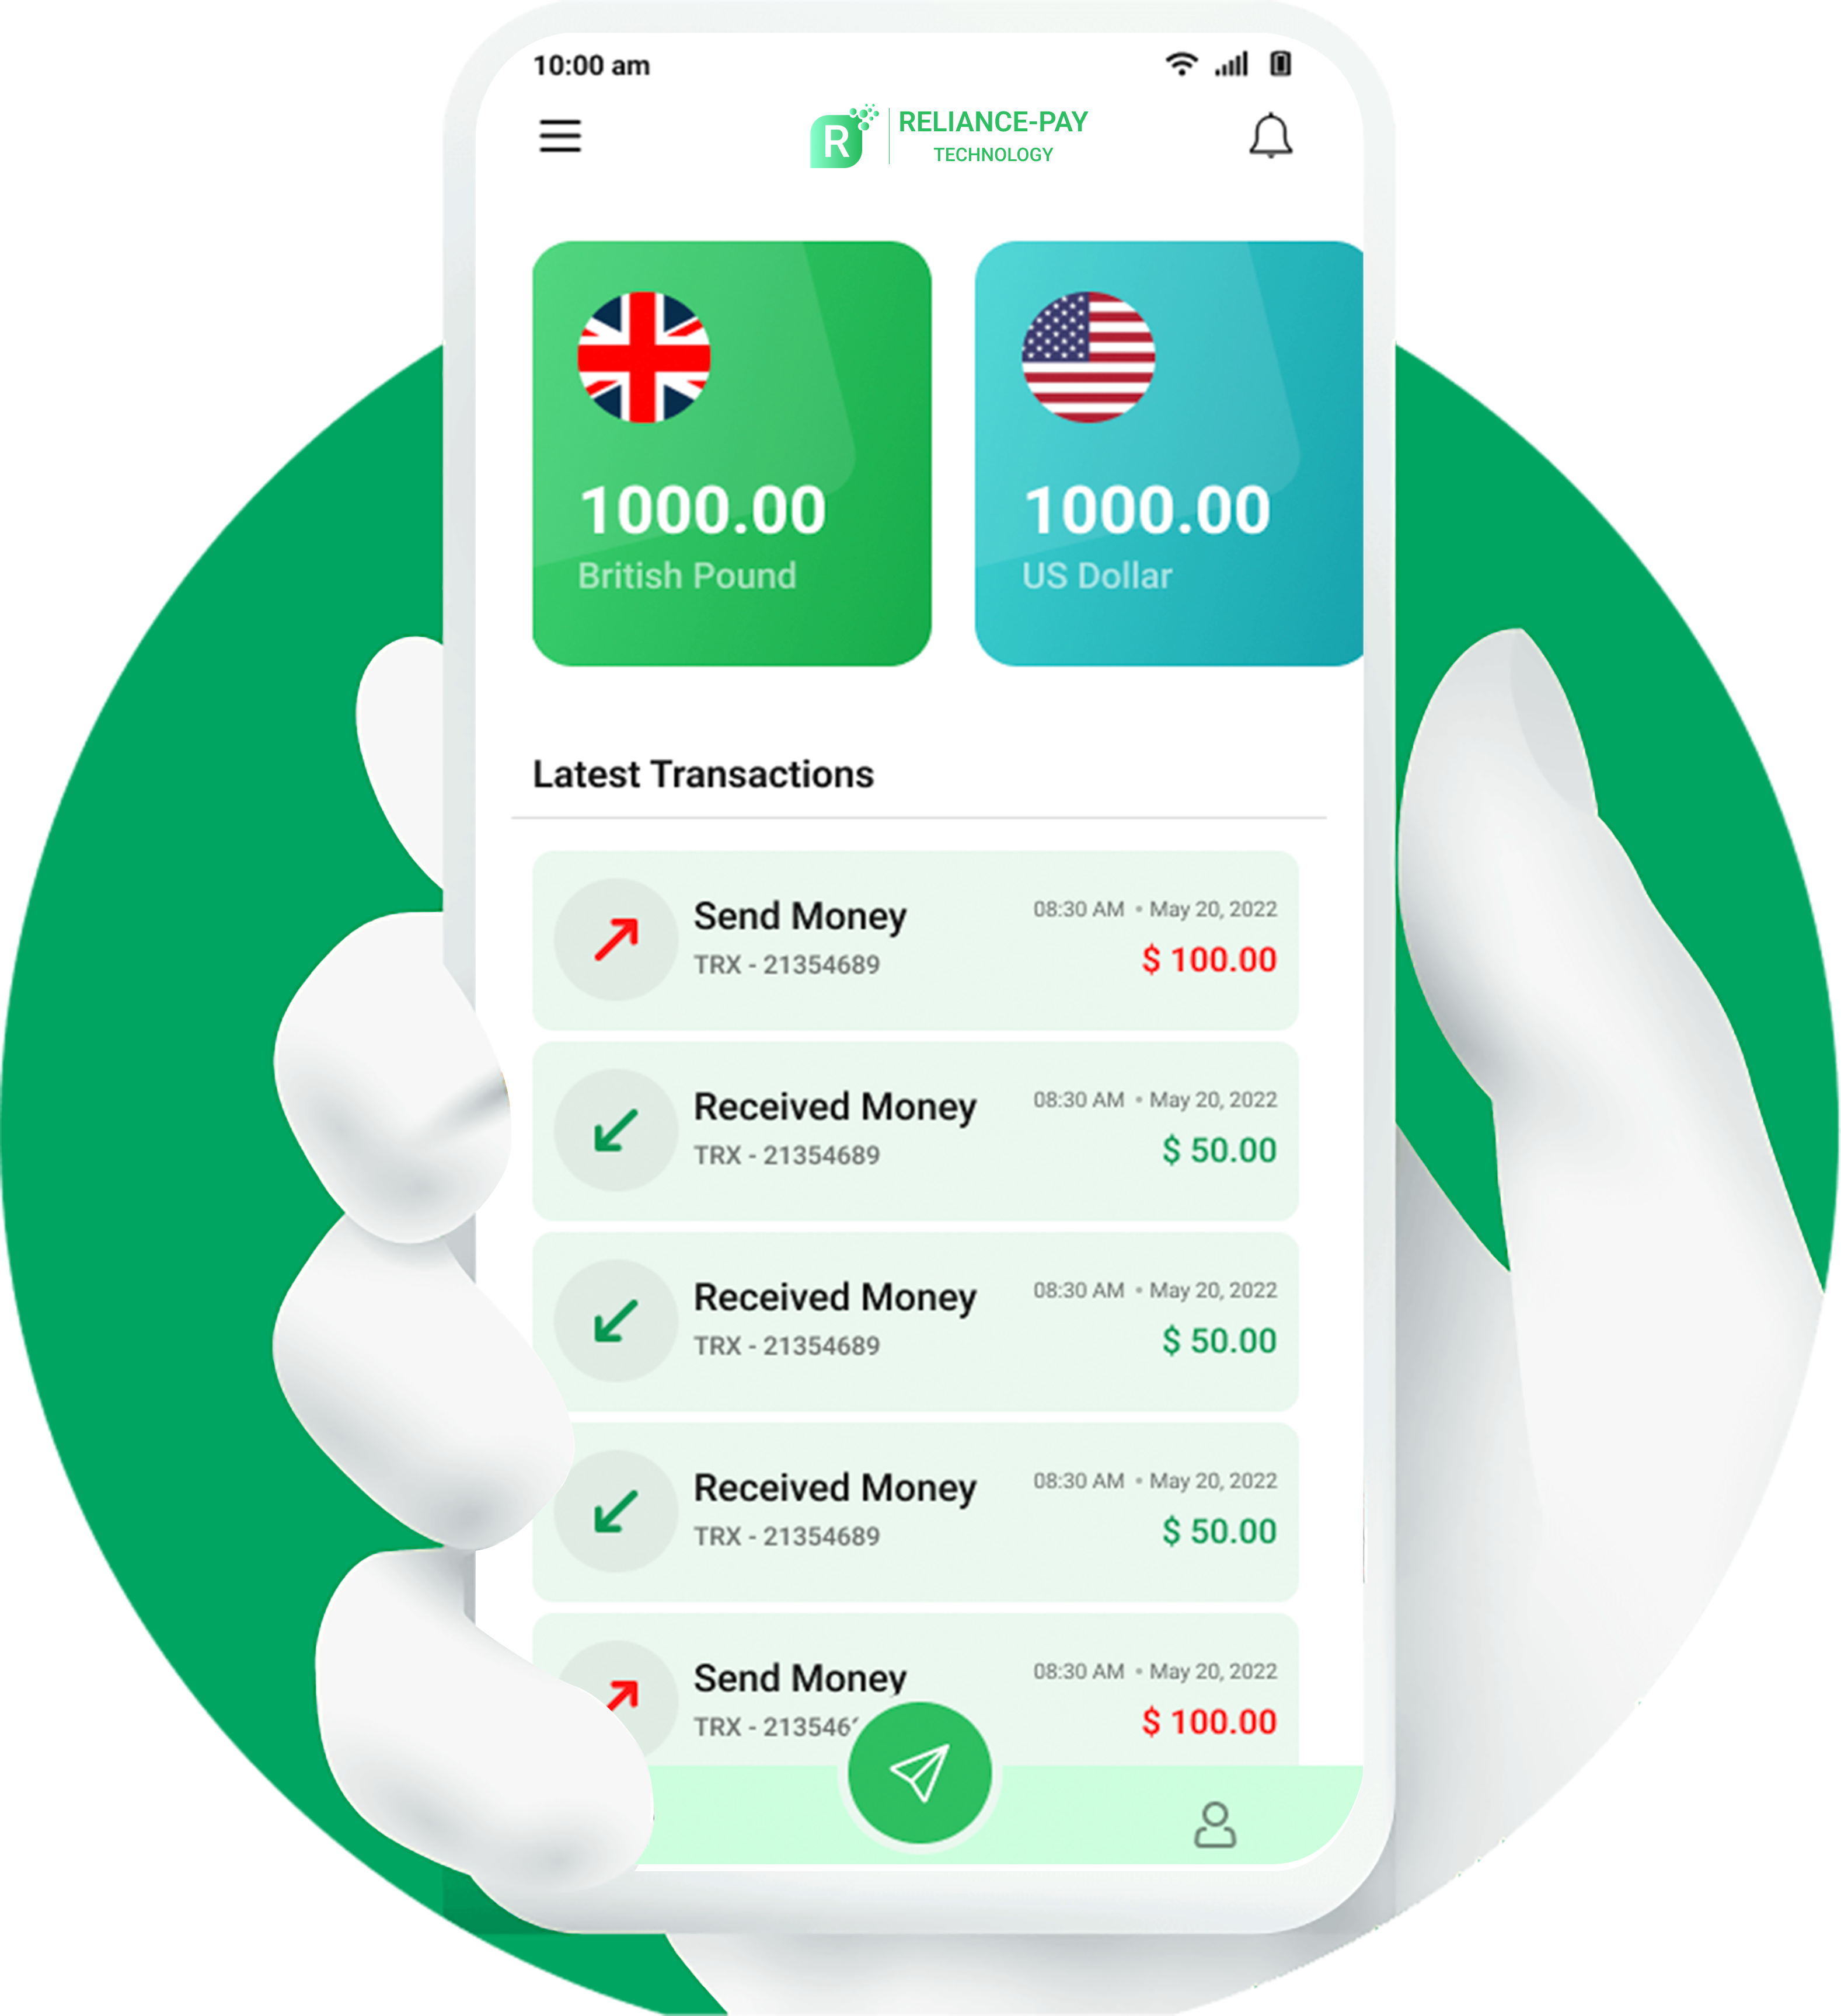 10:00 am
R
RELIANCE-PAY
TECHNOLOGY
1000.00
British Pound
1000.00
US Dollar
Latest Transactions
Send Money
08:30 AM • May 20, 2022
TRX - 21354689
$ 100.00
Received Money
08:30 AM • May 20, 2022
TRX - 21354689
$ 50.00
Received Money
08:30 AM • May 20, 2022
TRX - 21354689
$ 50.00
Received Money
08:30 AM • May 20, 2022
TRX - 21354689
$ 50.00
Send Money
08:30 AM • May 20, 2022
TRX - 213546
$ 100.00